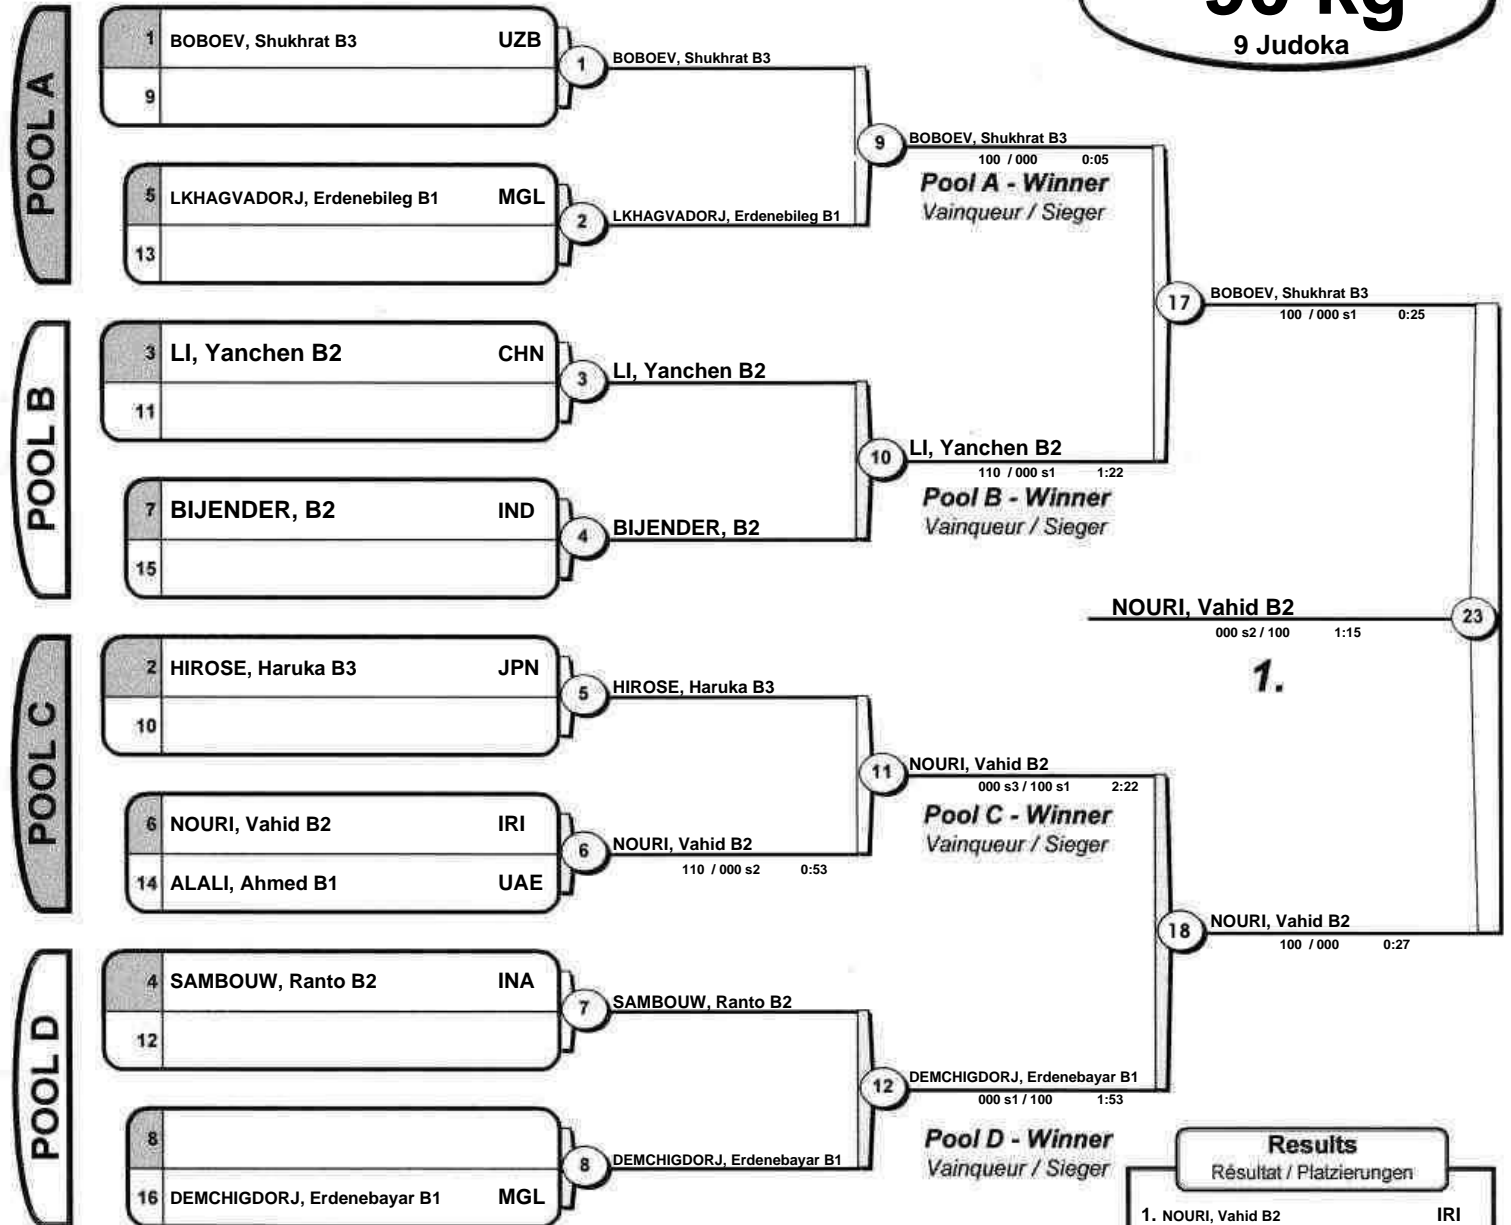 9 Judoka
POOL A
1 BOBOEV, Shukhrat B3 UZB
9
1 BOBOEV, Shukhrat B3
5 LKHAGVADORJ, Erdenebileg B1 MGL
13
2 LKHAGVADORJ, Erdenebileg B1
9 BOBOEV, Shukhrat B3
100 / 000 0:05
Pool A - Winner
Vainqueur / Sieger
POOL B
3 LI, Yanchen B2 CHN
11
3 LI, Yanchen B2
7 BIJENDER, B2 IND
15
4 BIJENDER, B2
10 LI, Yanchen B2
110 / 000 s1 1:22
Pool B - Winner
Vainqueur / Sieger
17 BOBOEV, Shukhrat B3
100 / 000 s1 0:25
POOL C
2 HIROSE, Haruka B3 JPN
10
5 HIROSE, Haruka B3
6 NOURI, Vahid B2 IRI
14 ALALI, Ahmed B1 UAE
6 NOURI, Vahid B2
110 / 000 s2 0:53
11 NOURI, Vahid B2
000 s3 / 100 s1 2:22
Pool C - Winner
Vainqueur / Sieger
POOL D
4 SAMBOUW, Ranto B2 INA
12
7 SAMBOUW, Ranto B2
8
16 DEMCHIGDORJ, Erdenebayar B1 MGL
8 DEMCHIGDORJ, Erdenebayar B1
12 DEMCHIGDORJ, Erdenebayar B1
000 s1 / 100 1:53
Pool D - Winner
Vainqueur / Sieger
18 NOURI, Vahid B2
100 / 000 0:27
NOURI, Vahid B2 23
000 s2 / 100 1:15
1.
Results
Résultat / Platzierungen
1. NOURI, Vahid B2 IRI